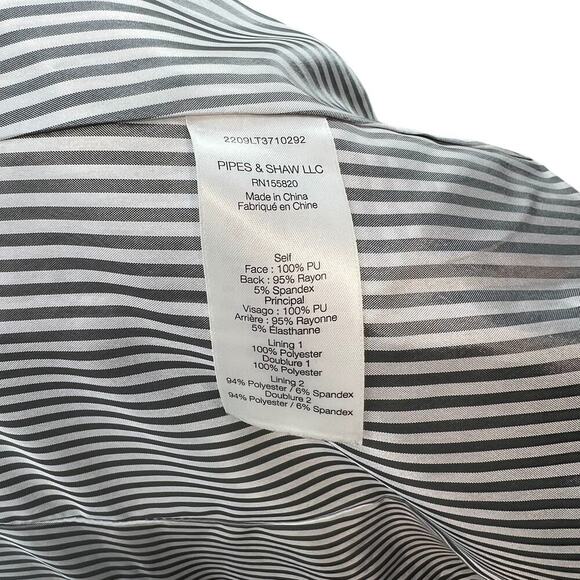 2209LT3710292
PIPES & SHAW LLC
RN155820
Made in China
Fabriqué en Chine
Self
Face : 100% PU
Back : 95% Rayon
5% Spandex
Principal
Visago : 100% PU
Arrière : 95% Rayonne
5% Élasthanne
Lining 1
100% Polyester
Doublure 1
100% Polyester
Lining 2
94% Polyester / 6% Spandex
Doublure 2
94% Polyester / 6% Spandex